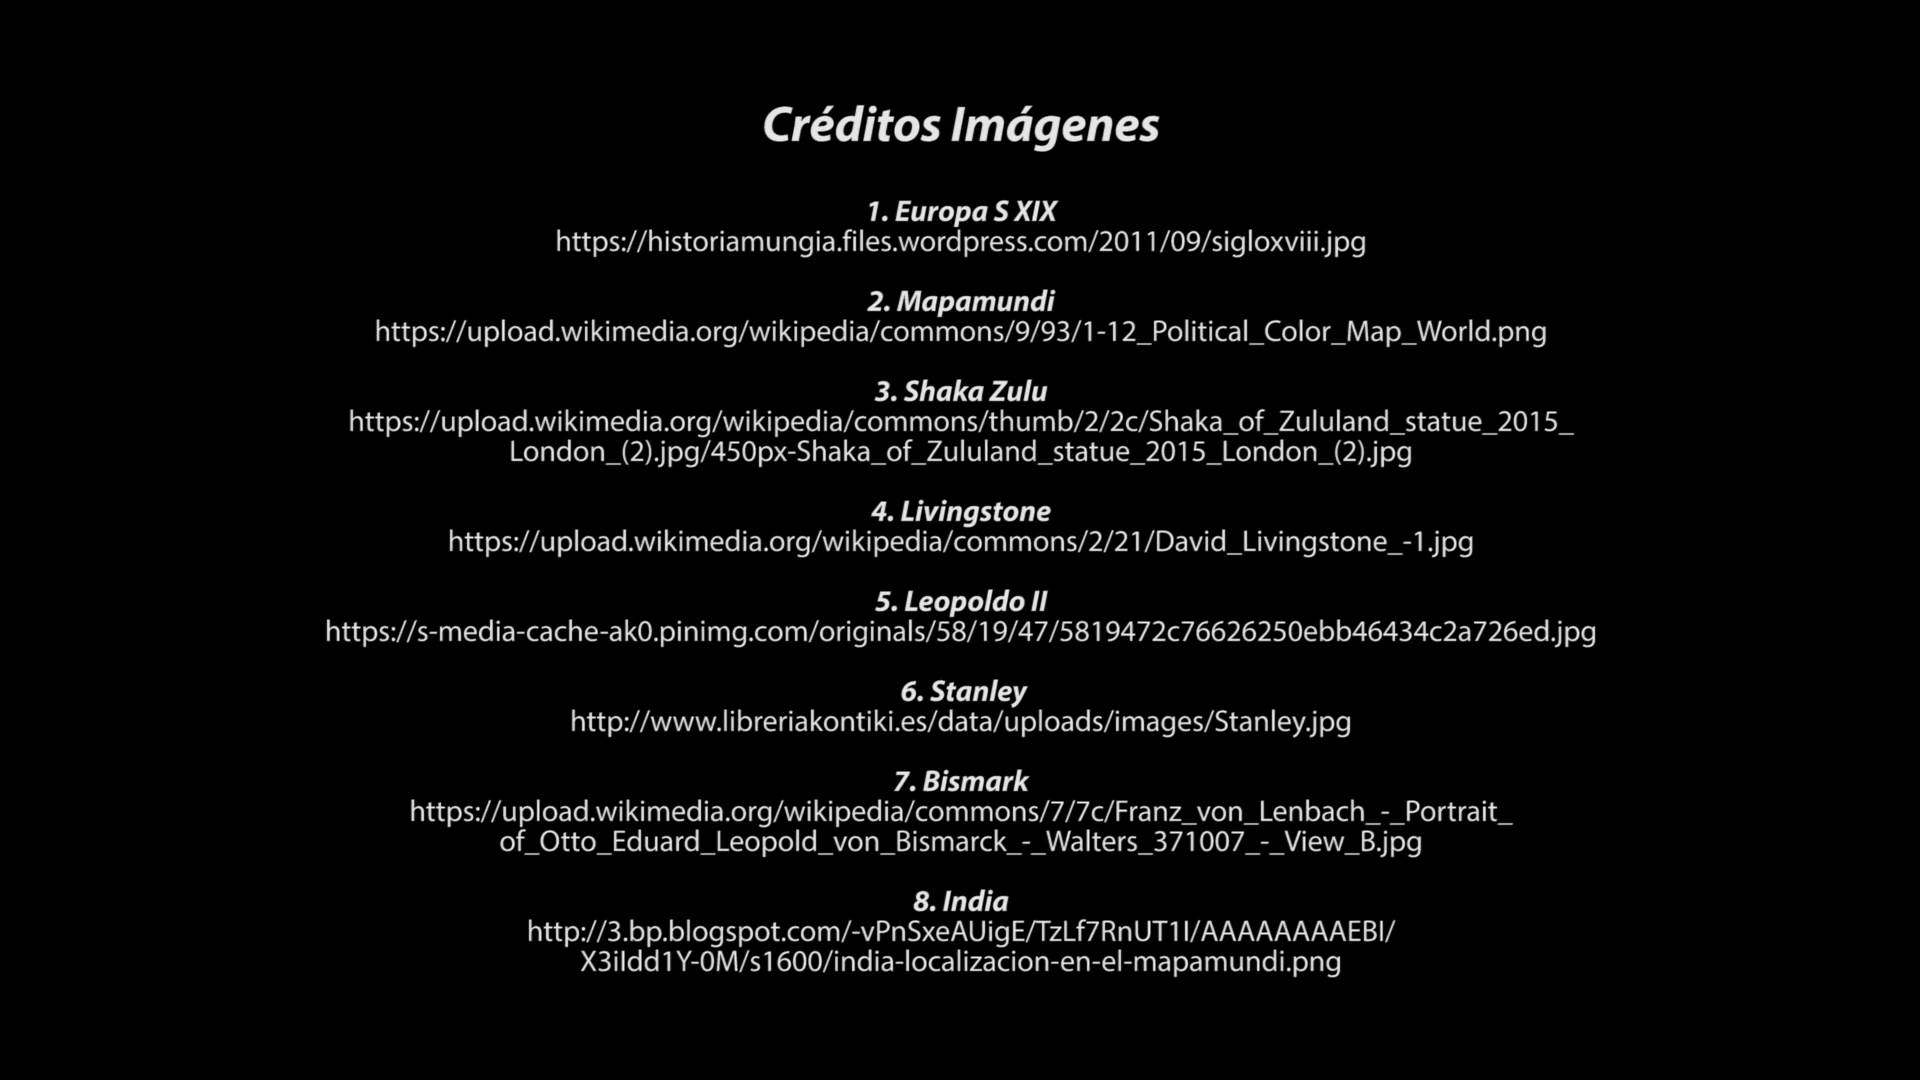 Créditos Imágenes
1. Europa S XIX
https://historiamungia.files.wordpress.com/2011/09/sigloxviii.jpg
2. Mapamundi
https://upload.wikimedia.org/wikipedia/commons/9/93/1-12_Political_Color_Map_World.png
3. Shaka Zulu
https://upload.wikimedia.org/wikipedia/commons/thumb/2/2c/Shaka_of_Zululand_statue_2015_
London_(2).jpg/450px-Shaka_of_Zululand_statue_2015_London_(2).jpg
4. Livingstone
https://upload.wikimedia.org/wikipedia/commons/2/21/David_Livingstone_-1.jpg
5. Leopoldo II
https://s-media-cache-ak0.pinimg.com/originals/58/19/47/5819472c76626250ebb46434c2a726ed.jpg
6. Stanley
http://www.libreriakontiki.es/data/uploads/images/Stanley.jpg
7. Bismark
https://upload.wikimedia.org/wikipedia/commons/7/7c/Franz_von_Lenbach_-_Portrait_
of_Otto_Eduard_Leopold_von_Bismarck_-_Walters_371007_-_View_B.jpg
8. India
http://3.bp.blogspot.com/-vPnSxeAUigE/TzLf7RnUT1I/AAAAAAAAEBI/
X3iIdd1Y-0M/s1600/india-localizacion-en-el-mapamundi.png